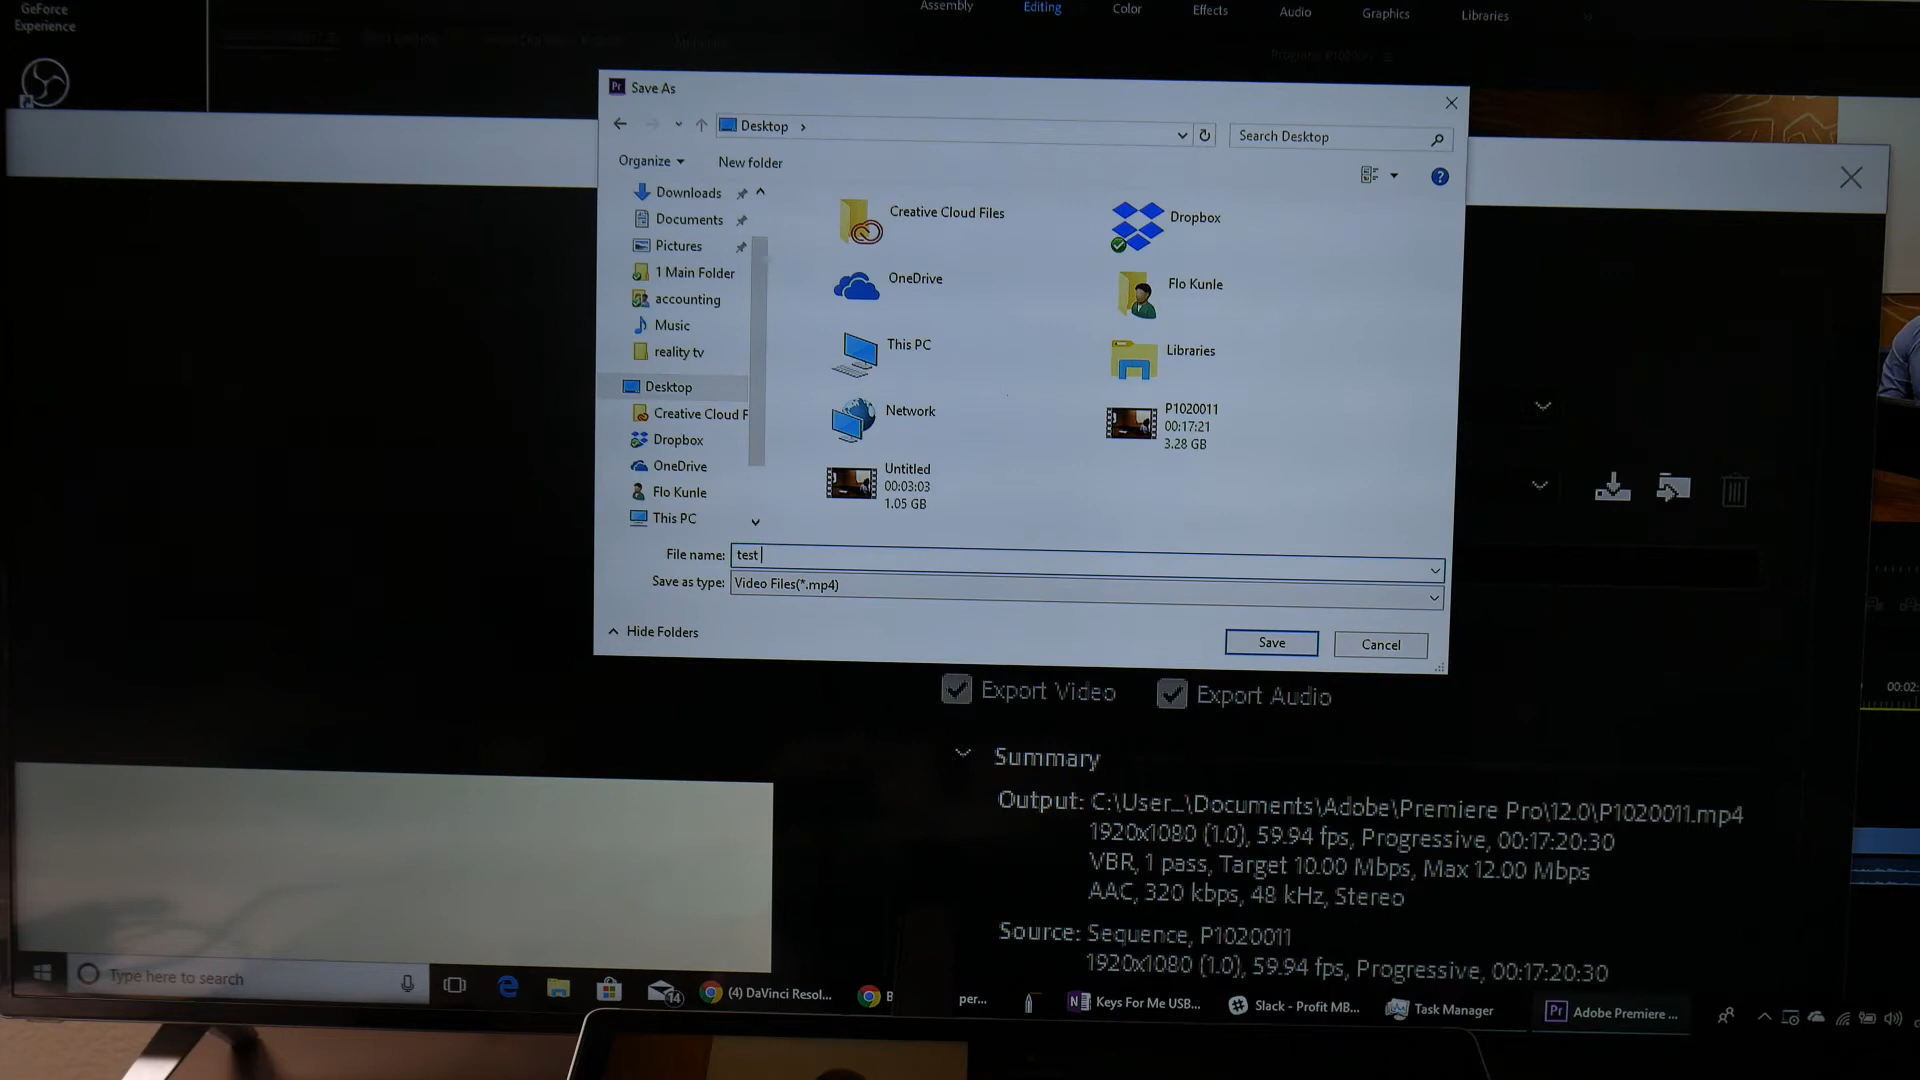 GeForce
Experience
Assembly
Editing
Color
Effects
Audio
Graphics
Libraries
Pr Save As
Desktop
Search Desktop
Organize
New folder
Downloads
Documents
Pictures
1 Main Folder
accounting
Music
reality tv
Desktop
Creative Cloud F
Dropbox
OneDrive
Flo Kunle
This PC
Creative Cloud Files
Dropbox
OneDrive
Flo Kunle
This PC
Libraries
Network
P1020011
00:17:21
3.28 GB
Untitled
00:03:03
1.05 GB
File name: test
Save as type: Video Files(*.mp4)
Hide Folders
Save
Cancel
Export Video
Export Audio
00:02:
Summary
Output: C:\User_\Documents\Adobe\Premiere Pro\12.0\P1020011.mp4
1920x1080 (1.0), 59.94 fps, Progressive, 00:17:20:30
VBR, 1 pass, Target 10.00 Mbps, Max 12.00 Mbps
AAC, 320 kbps, 48 kHz, Stereo
Source: Sequence, P1020011
1920x1080 (1.0), 59.94 fps, Progressive, 00:17:20:30
Type here to search
14
(4) DaVinci Resol...
per...
N Keys For Me USB...
Slack - Profit MB...
Task Manager
Pr Adobe Premiere ...